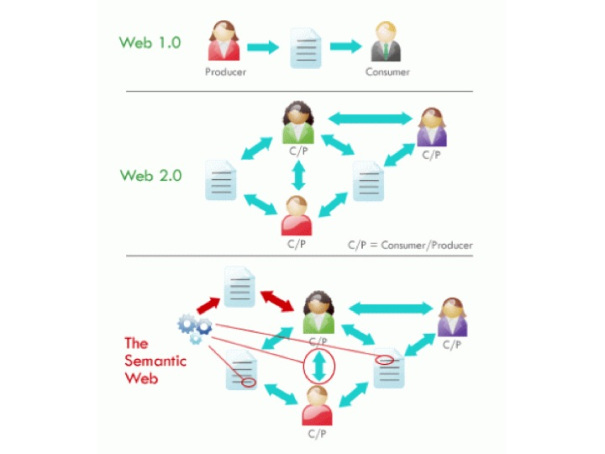 Web 1.0
Producer
Consumer
C/P
C/P
Web 2.0
C/P
C/P = Consumer/Producer
C/P
C/P
The
Semantic
Web
C/P